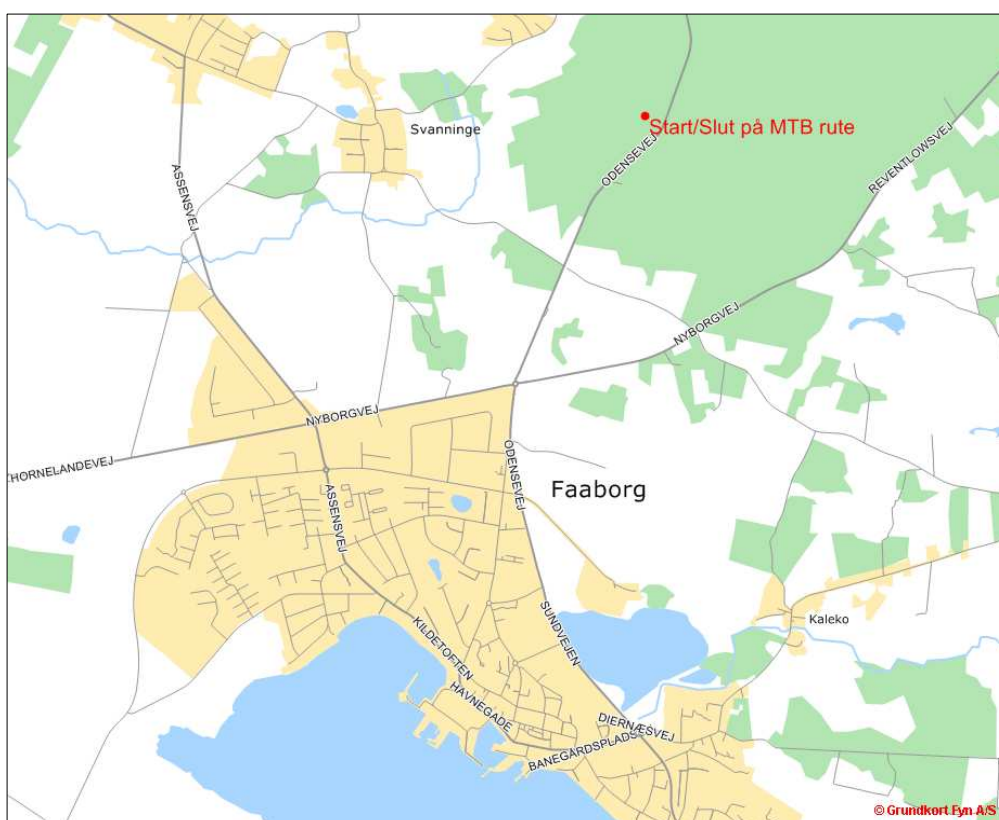 Svanninge
Start/Slut på MTB rute
ODENSEVEJ
REVENTLOWSVEJ
ASSENSVEJ
NYBORGVEJ
NYBORGVEJ
HORNELANDEVEJ
ODENSEVEJ
Faaborg
ASSENSVEJ
SUNDVEJEN
Kaleko
KILDETOFTEN
HAVNEGADE
DIERNÆSVEJ
BANEGÅRDSPLADS
© Grundkort Fyn A/S